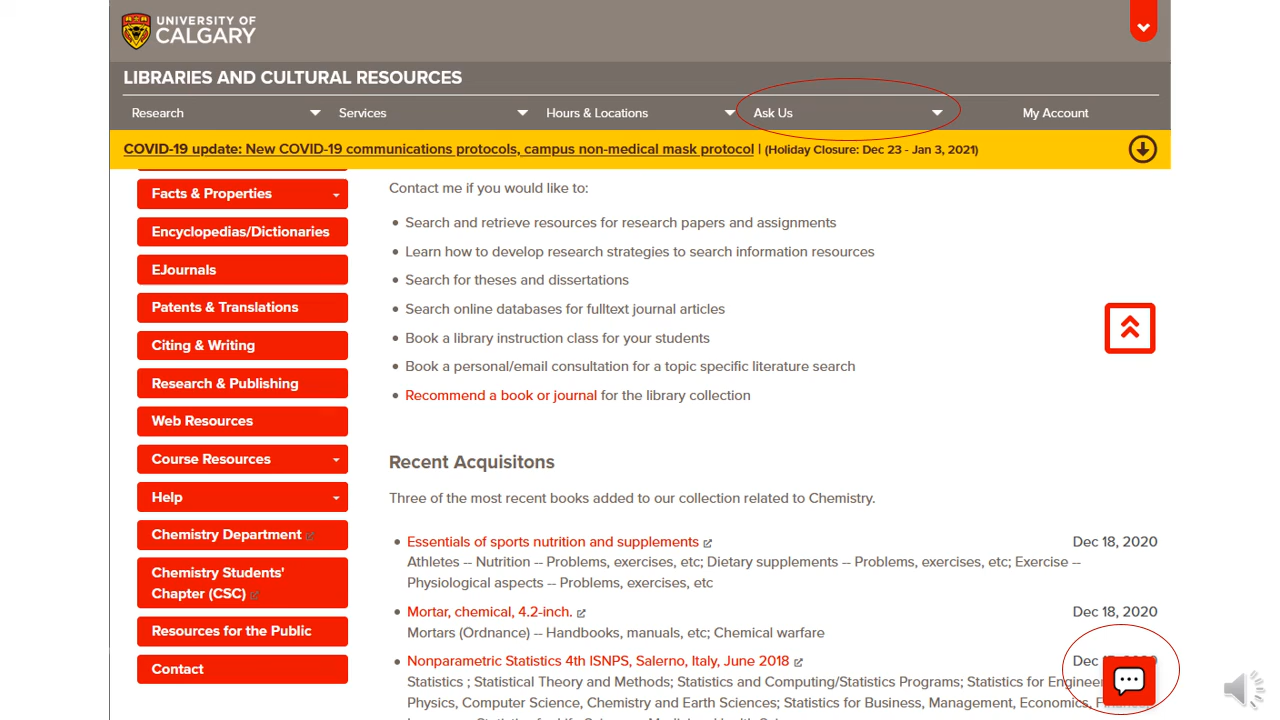 UNIVERSITY OF
CALGARY
LIBRARIES AND CULTURAL RESOURCES
Research Services Hours & Locations Ask Us My Account
COVID-19 update: New COVID-19 communications protocols, campus non-medical mask protocol | (Holiday Closure: Dec 23 - Jan 3, 2021)
Facts & Properties
Encyclopedias/Dictionaries
EJournals
Patents & Translations
Citing & Writing
Research & Publishing
Web Resources
Course Resources
Help
Chemistry Department
Chemistry Students'
Chapter (CSC)
Resources for the Public
Contact
Contact me if you would like to:
• Search and retrieve resources for research papers and assignments
• Learn how to develop research strategies to search information resources
• Search for theses and dissertations
• Search online databases for fulltext journal articles
• Book a library instruction class for your students
• Book a personal/email consultation for a topic specific literature search
• Recommend a book or journal for the library collection
Recent Acquisitons
Three of the most recent books added to our collection related to Chemistry.
• Essentials of sports nutrition and supplements Dec 18, 2020
Athletes -- Nutrition -- Problems, exercises, etc; Dietary supplements -- Problems, exercises, etc; Exercise --
Physiological aspects -- Problems, exercises, etc
• Mortar, chemical, 4.2-inch. Dec 18, 2020
Mortars (Ordnance) -- Handbooks, manuals, etc; Chemical warfare
• Nonparametric Statistics 4th ISNPS, Salerno, Italy, June 2018 Dec
Statistics ; Statistical Theory and Methods; Statistics and Computing/Statistics Programs; Statistics for
Physics, Computer Science, Chemistry and Earth Sciences; Statistics for Business, Management, Economics,